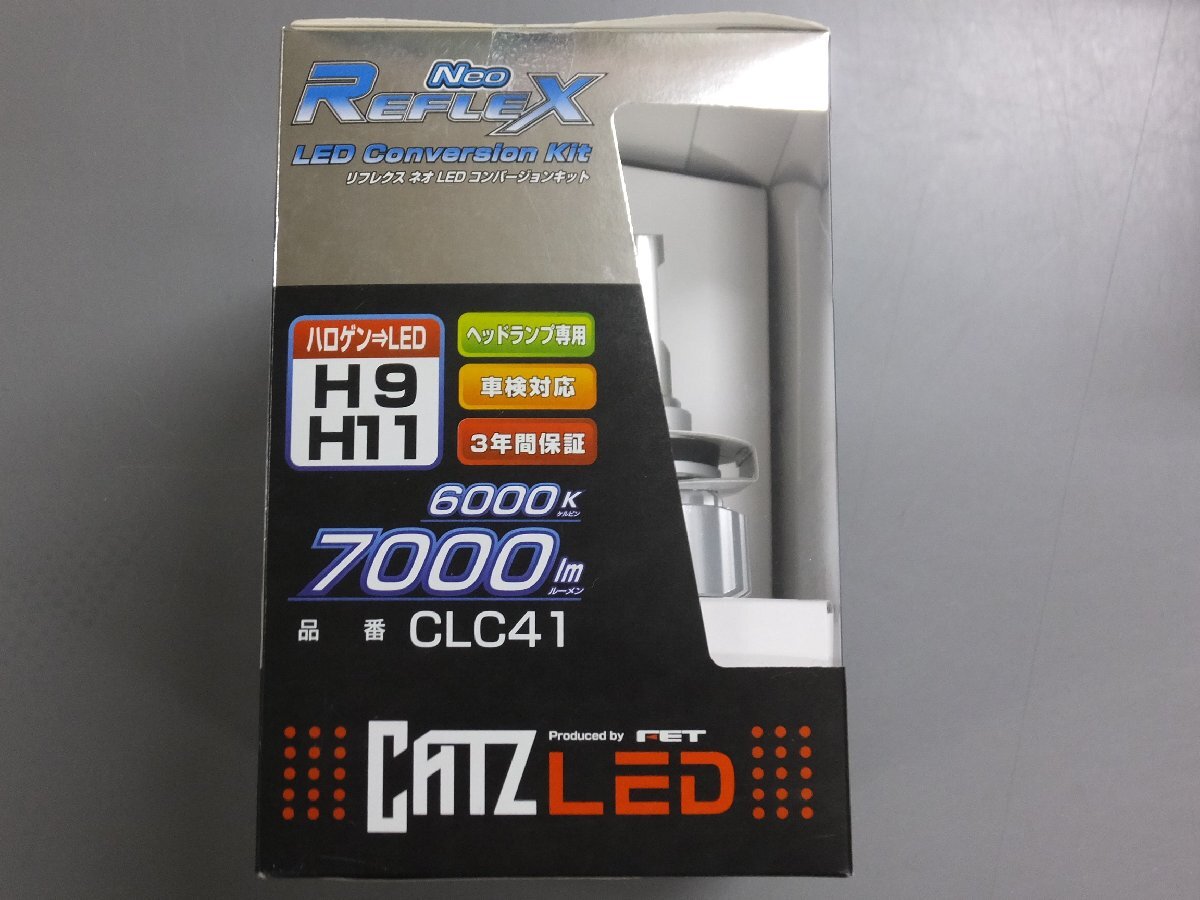 Neo
REFLEX
LED Conversion Kit
リフレクス ネオ LED コンバージョンキット
ハロゲン⇒LED
H9
H11
ヘッドランプ専用
車検対応
3年間保証
6000K
ケルビン
7000lm
ルーメン
品番 CLC41
CATZ
Produced by FET
LED